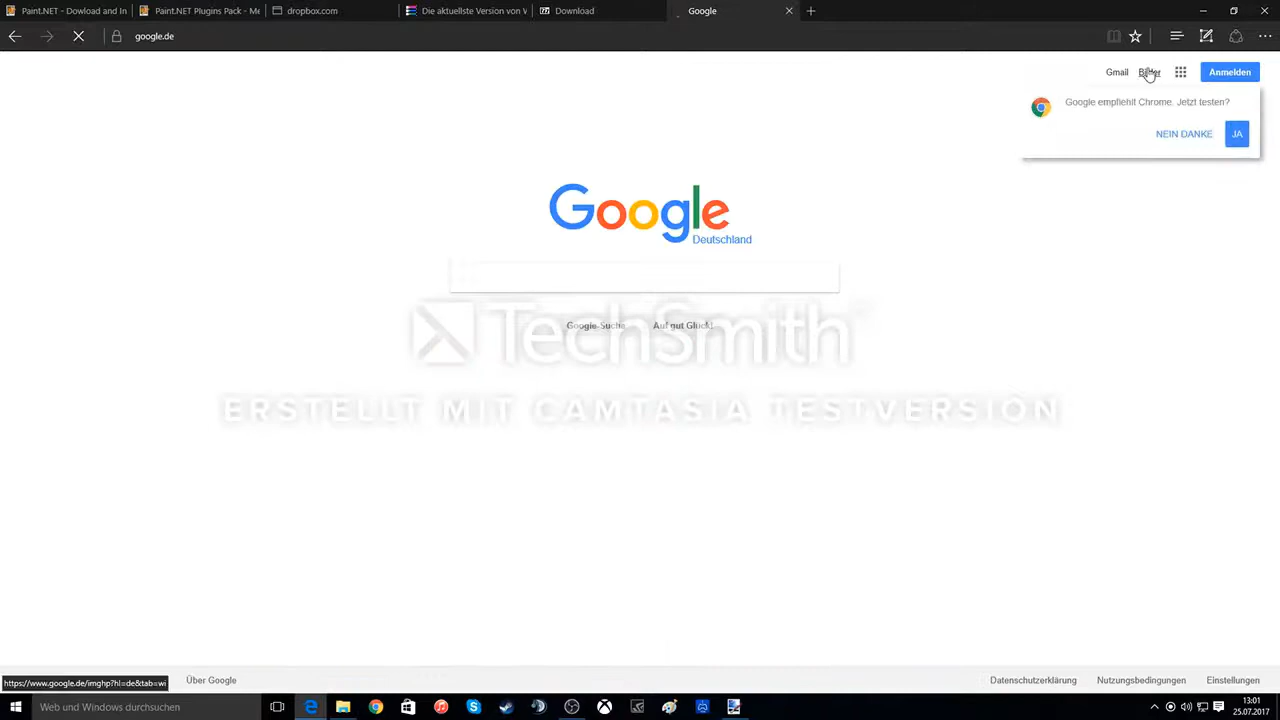 Paint.NET - Dowload and In
Paint.NET Plugins Pack - Me
dropbox.com
Die aktuellste Version von V
Download
Google
google.de
Gmail
Bilder
Anmelden
Google empfiehlt Chrome. Jetzt testen?
NEIN DANKE
JA
Google
Deutschland
Google-Suche
Auf gut Glück!
TechSmith
ERSTELLT MIT CAMTASIA TESTVERSION
https://www.google.de/imghp?hl=de&tab=wi
Über Google
Datenschutzerklärung
Nutzungsbedingungen
Einstellungen
Web und Windows durchsuchen
13:01
25.07.2017